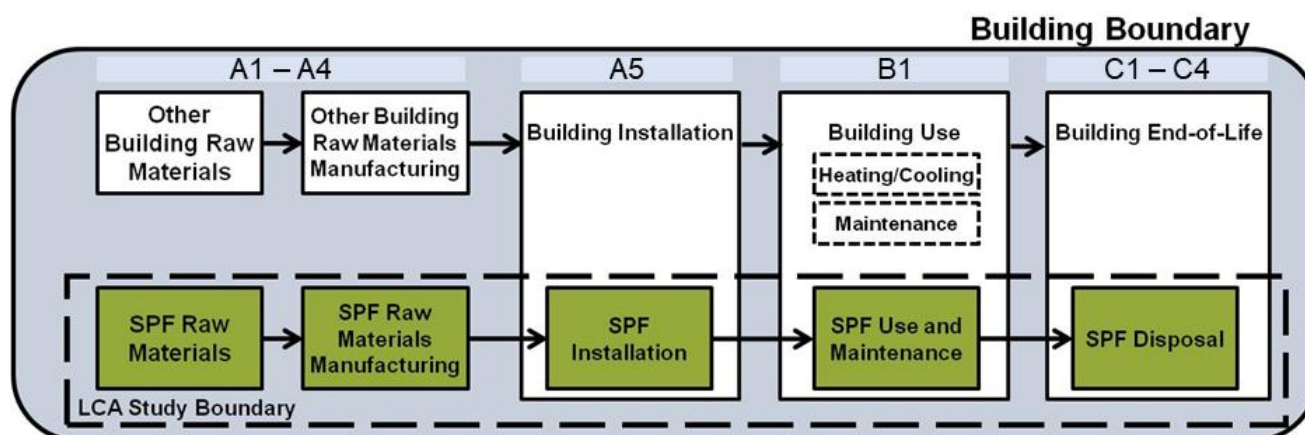 Building Boundary
A1 – A4
A5
B1
C1 – C4
Other
Building Raw
Materials
Other Building
Raw Materials
Manufacturing
Building Installation
Building Use
Heating/Cooling
Maintenance
Building End-of-Life
SPF Raw
Materials
SPF Raw
Materials
Manufacturing
SPF
Installation
SPF Use and
Maintenance
SPF Disposal
LCA Study Boundary